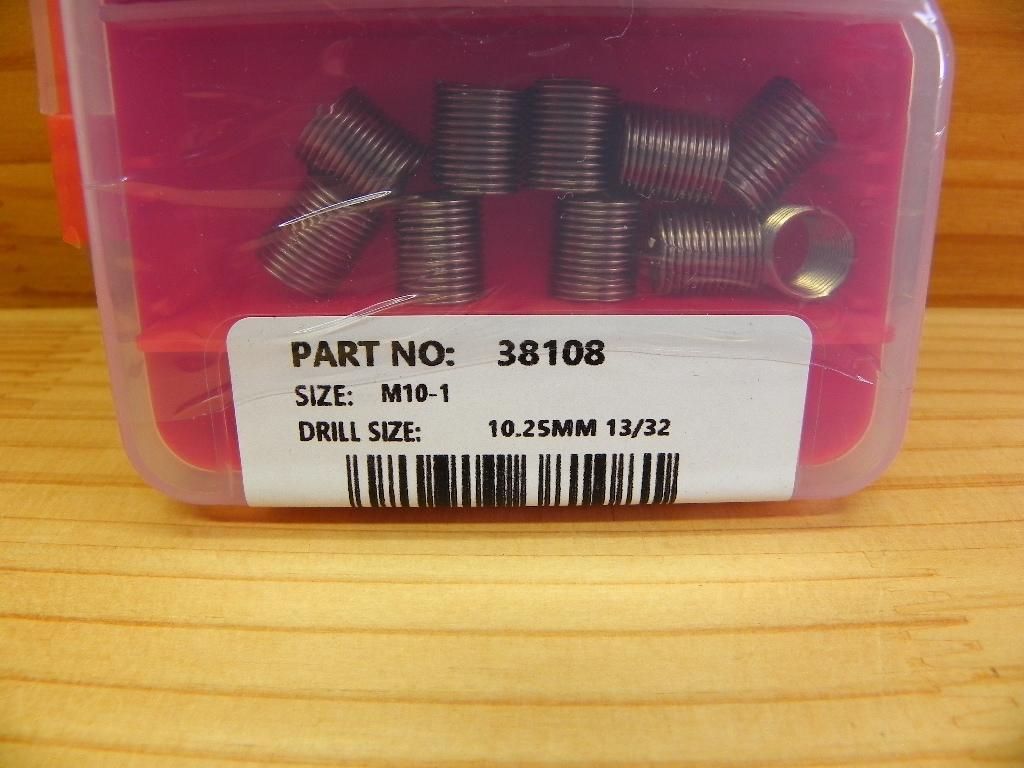 PART NO: 38108
SIZE: M10-1
DRILL SIZE: 10.25MM 13/32